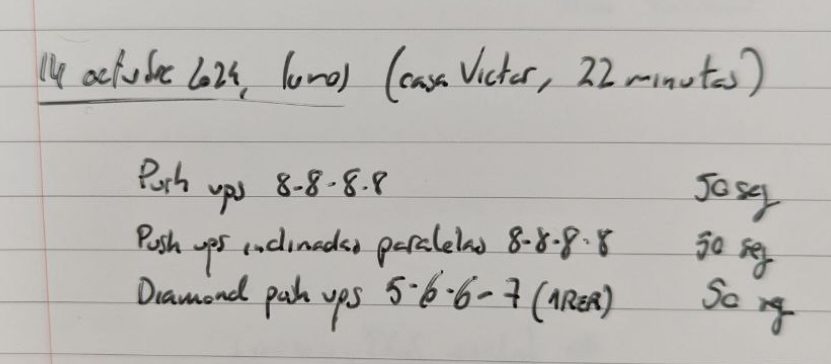 14 octubre 2024, lunes (casa Victor, 22 minutos)
Push ups 8-8-8-8 50 seg
Push ups inclinadas paralelas 8-8-8-8 50 seg
Diamond push ups 5-6-6-7 (1RER) 50 seg